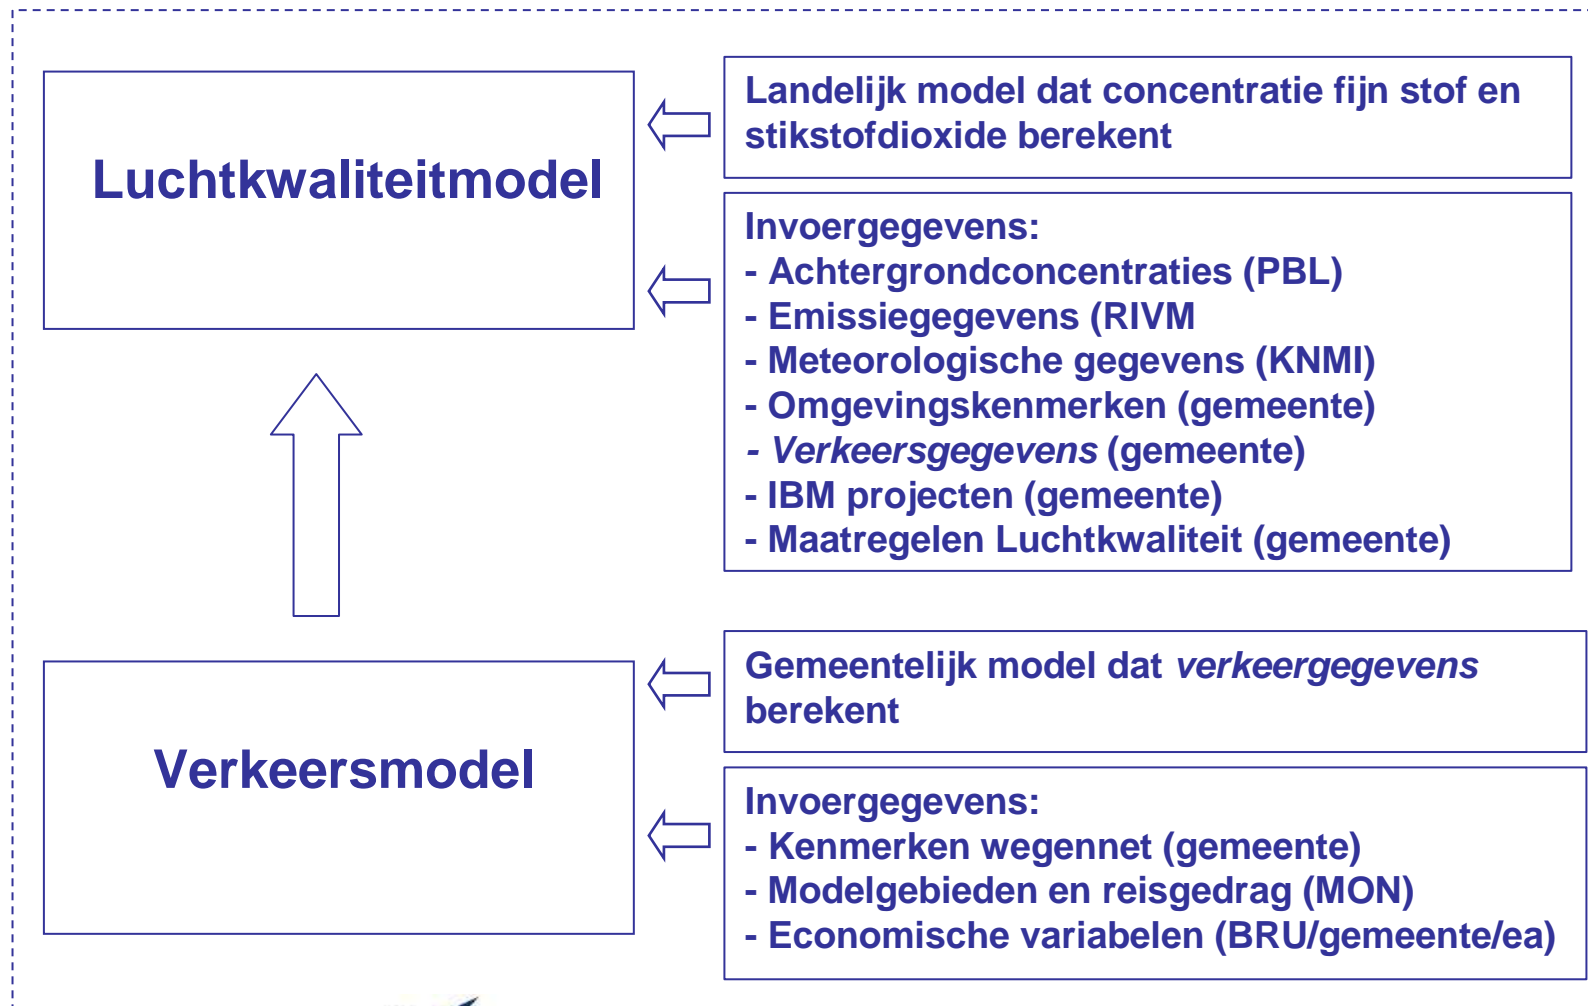 Luchtkwaliteitmodel
Landelijk model dat concentratie fijn stof en
stikstofdioxide berekent
Invoergegevens:
- Achtergrondconcentraties (PBL)
- Emissiegegevens (RIVM
- Meteorologische gegevens (KNMI)
- Omgevingskenmerken (gemeente)
- Verkeersgegevens (gemeente)
- IBM projecten (gemeente)
- Maatregelen Luchtkwaliteit (gemeente)
Verkeersmodel
Gemeentelijk model dat verkeergegevens
berekent
Invoergegevens:
- Kenmerken wegennet (gemeente)
- Modelgebieden en reisgedrag (MON)
- Economische variabelen (BRU/gemeente/ea)